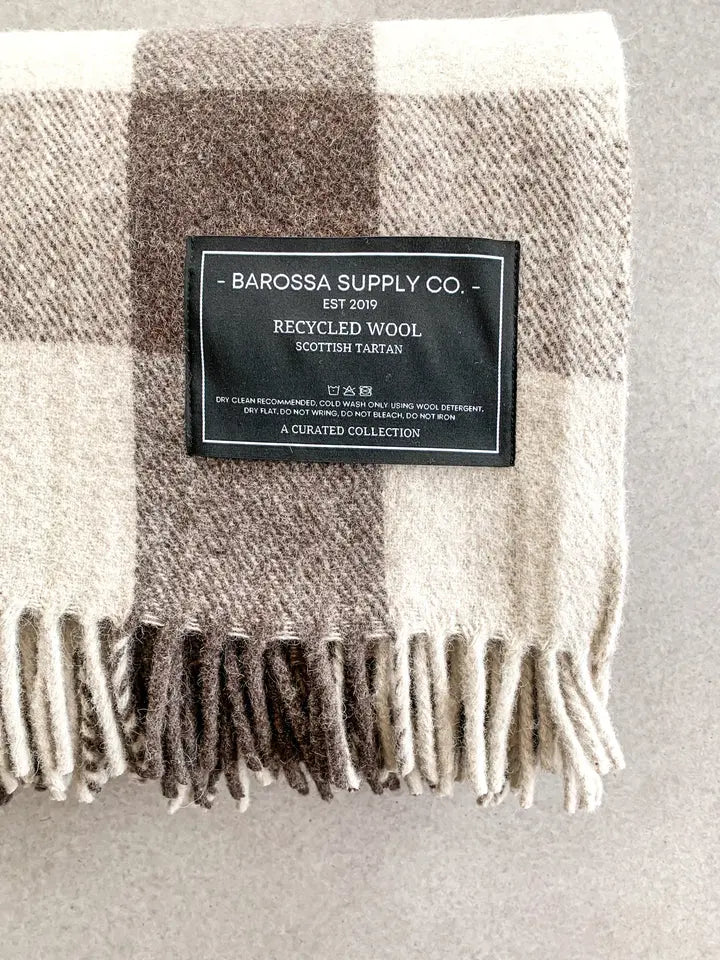 - BAROSSA SUPPLY CO. -
EST 2019
RECYCLED WOOL
SCOTTISH TARTAN
DRY CLEAN RECOMMENDED, COLD WASH ONLY USING WOOL DETERGENT,
DRY FLAT, DO NOT WRING, DO NOT BLEACH, DO NOT IRON
A CURATED COLLECTION